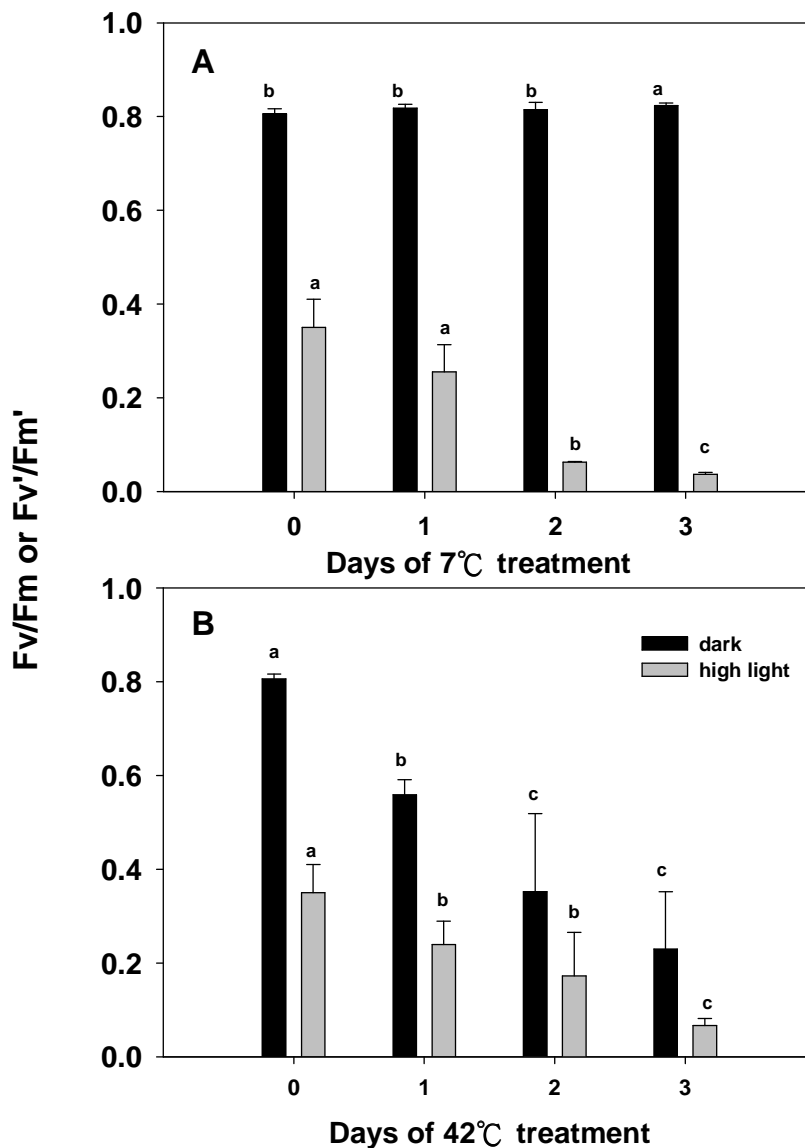 Fv/Fm or Fv'/Fm'
1.0
A
b b b a
0.8
0.6
a
0.4
a
0.2
b
c
0.0
0 1 2 3
Days of 7℃ treatment
1.0
B
dark
high light
a
0.8
b
0.6
c
a
0.4
c
b
b
0.2
c
0.0
0 1 2 3
Days of 42℃ treatment